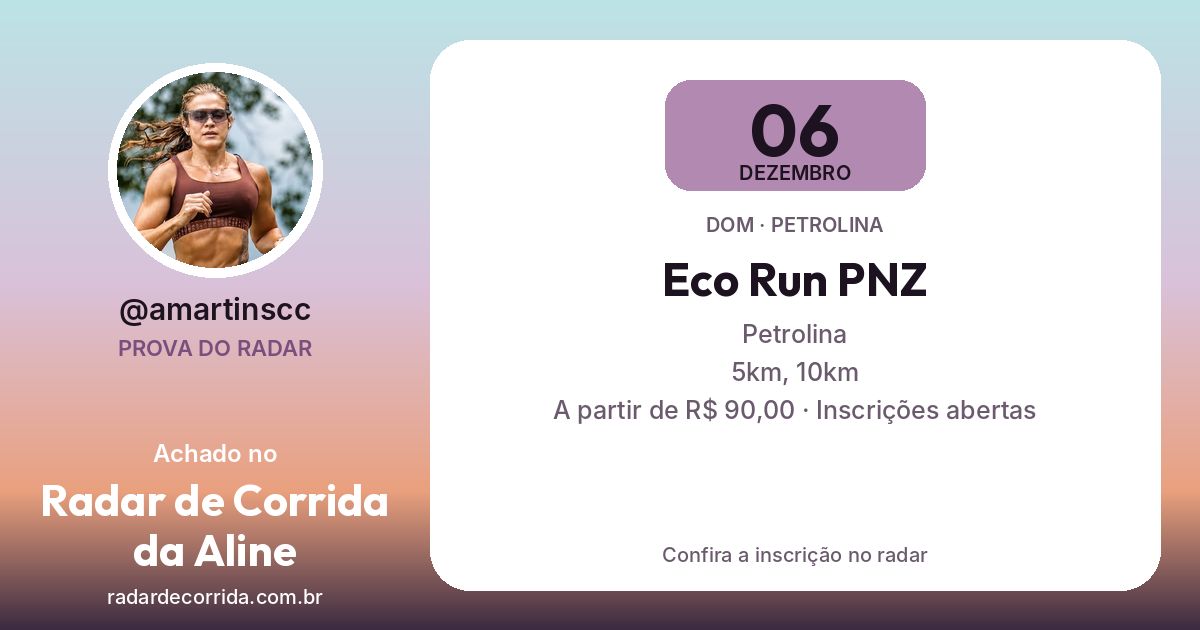 @amartinscc
PROVA DO RADAR
Achado no
Radar de Corrida
da Aline
radardecorrida.com.br
06
DEZEMBRO
DOM · PETROLINA
Eco Run PNZ
Petrolina
5km, 10km
A partir de R$ 90,00 · Inscrições abertas
Confira a inscrição no radar